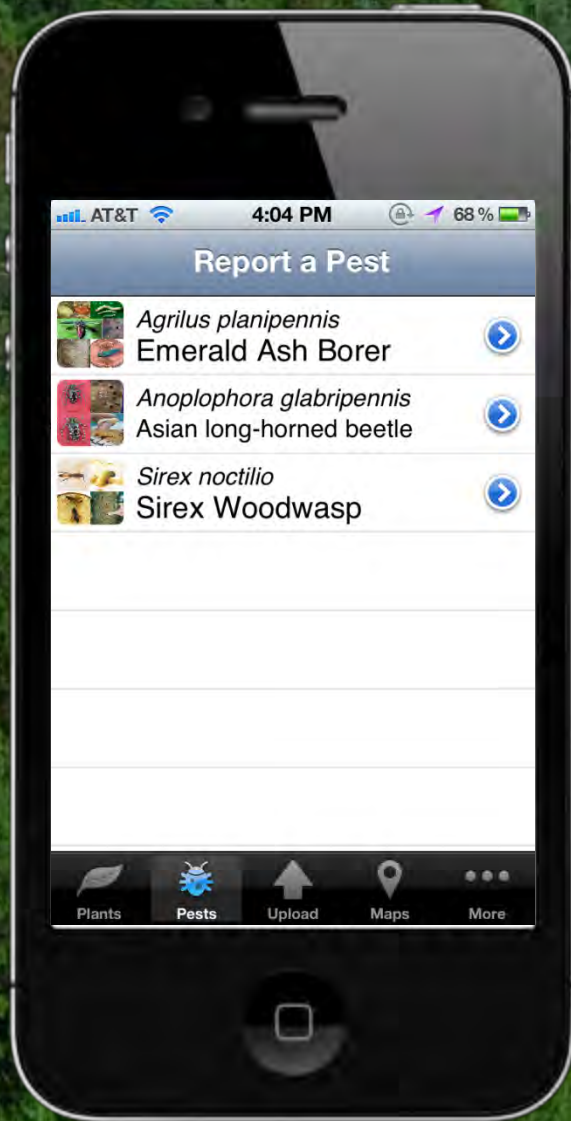 AT&T 4:04 PM 68%
Report a Pest
Agrilus planipennis
Emerald Ash Borer
Anoplophora glabripennis
Asian long-horned beetle
Sirex noctilio
Sirex Woodwasp
Plants Pests Upload Maps More